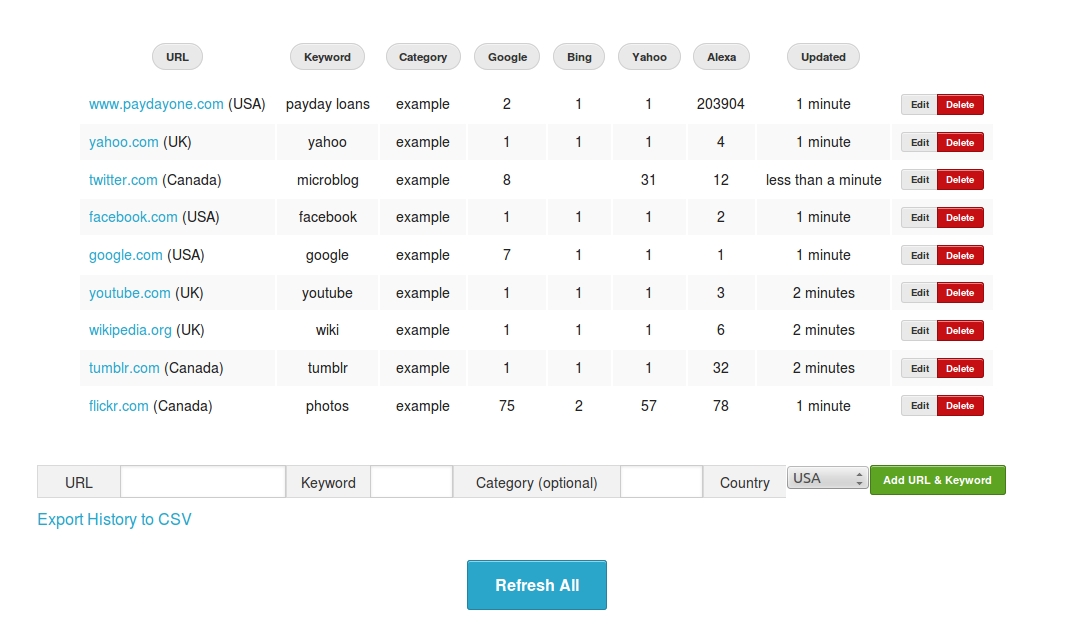 URL Keyword Category Google Bing Yahoo Alexa Updated
www.paydayone.com (USA) payday loans example 2 1 1 203904 1 minute Edit Delete
yahoo.com (UK) yahoo example 1 1 1 4 1 minute Edit Delete
twitter.com (Canada) microblog example 8 31 12 less than a minute Edit Delete
facebook.com (USA) facebook example 1 1 1 2 1 minute Edit Delete
google.com (USA) google example 7 1 1 1 1 minute Edit Delete
youtube.com (UK) youtube example 1 1 1 3 2 minutes Edit Delete
wikipedia.org (UK) wiki example 1 1 1 6 2 minutes Edit Delete
tumblr.com (Canada) tumblr example 1 1 1 32 2 minutes Edit Delete
flickr.com (Canada) photos example 75 2 57 78 1 minute Edit Delete
URL Keyword Category (optional) Country USA Add URL & Keyword
Export History to CSV
Refresh All